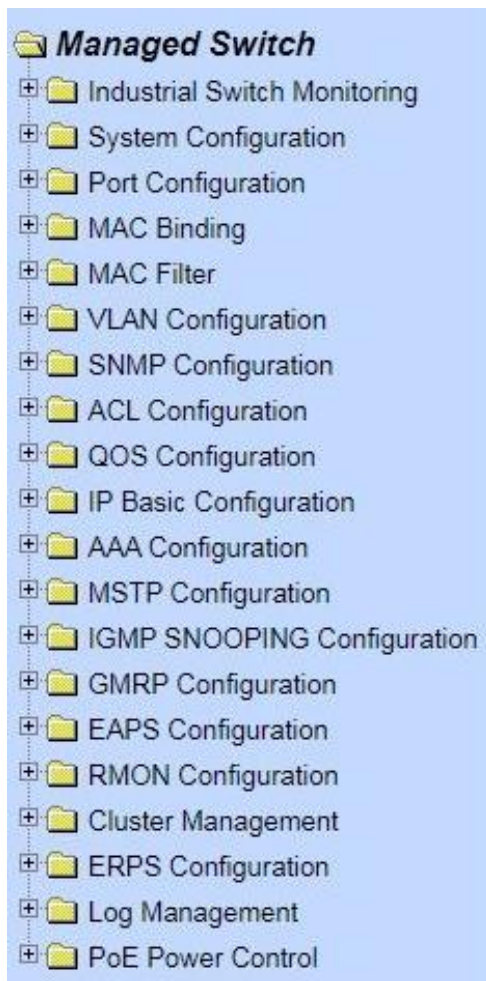 Managed Switch
Industrial Switch Monitoring
System Configuration
Port Configuration
MAC Binding
MAC Filter
VLAN Configuration
SNMP Configuration
ACL Configuration
QOS Configuration
IP Basic Configuration
AAA Configuration
MSTP Configuration
IGMP SNOOPING Configuration
GMRP Configuration
EAPS Configuration
RMON Configuration
Cluster Management
ERPS Configuration
Log Management
PoE Power Control